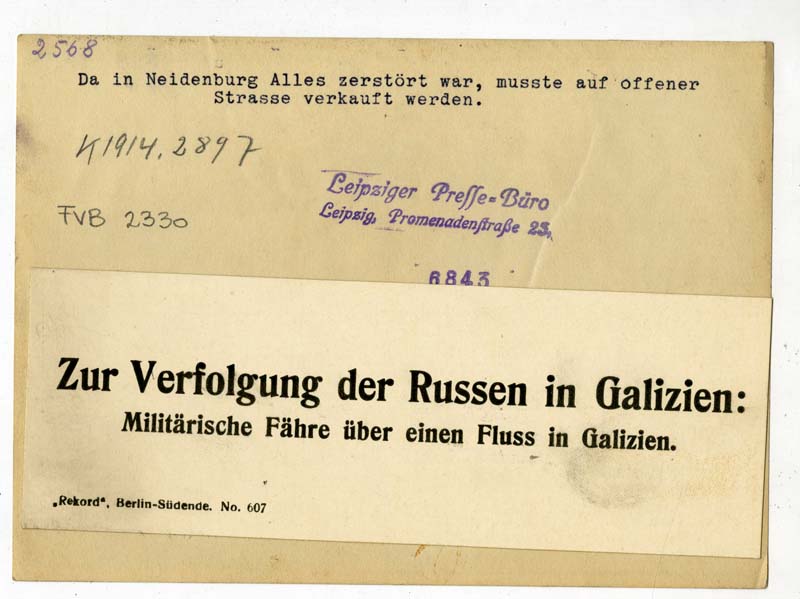 2568
Da in Neidenburg Alles zerstört war, musste auf offener
Strasse verkauft werden.
K1914.2897
Leipziger Presse-Büro
Leipzig, Promenadenstraße 23.
FVB 2330
6843
Zur Verfolgung der Russen in Galizien:
Militärische Fähre über einen Fluss in Galizien.
„Rekord“, Berlin-Südende. No. 607